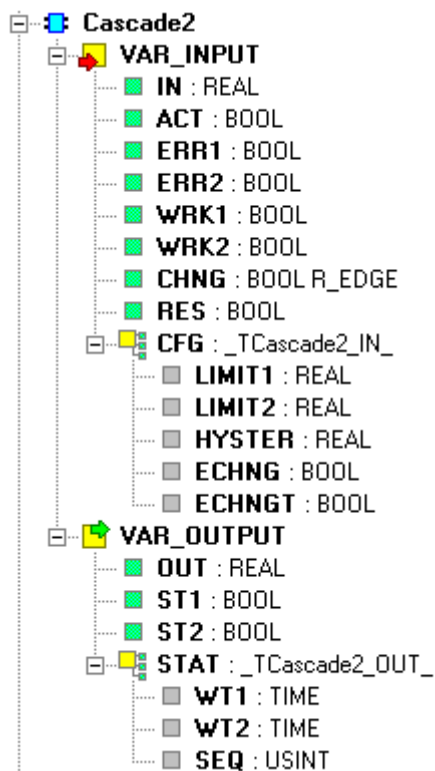 Cascade2
VAR_INPUT
IN : REAL
ACT : BOOL
ERR1 : BOOL
ERR2 : BOOL
WRK1 : BOOL
WRK2 : BOOL
CHNG : BOOL R_EDGE
RES : BOOL
CFG : _TCascade2_IN_
LIMIT1 : REAL
LIMIT2 : REAL
HYSTER : REAL
ECHNG : BOOL
ECHNGT : BOOL
VAR_OUTPUT
OUT : REAL
ST1 : BOOL
ST2 : BOOL
STAT : _TCascade2_OUT_
WT1 : TIME
WT2 : TIME
SEQ : USINT